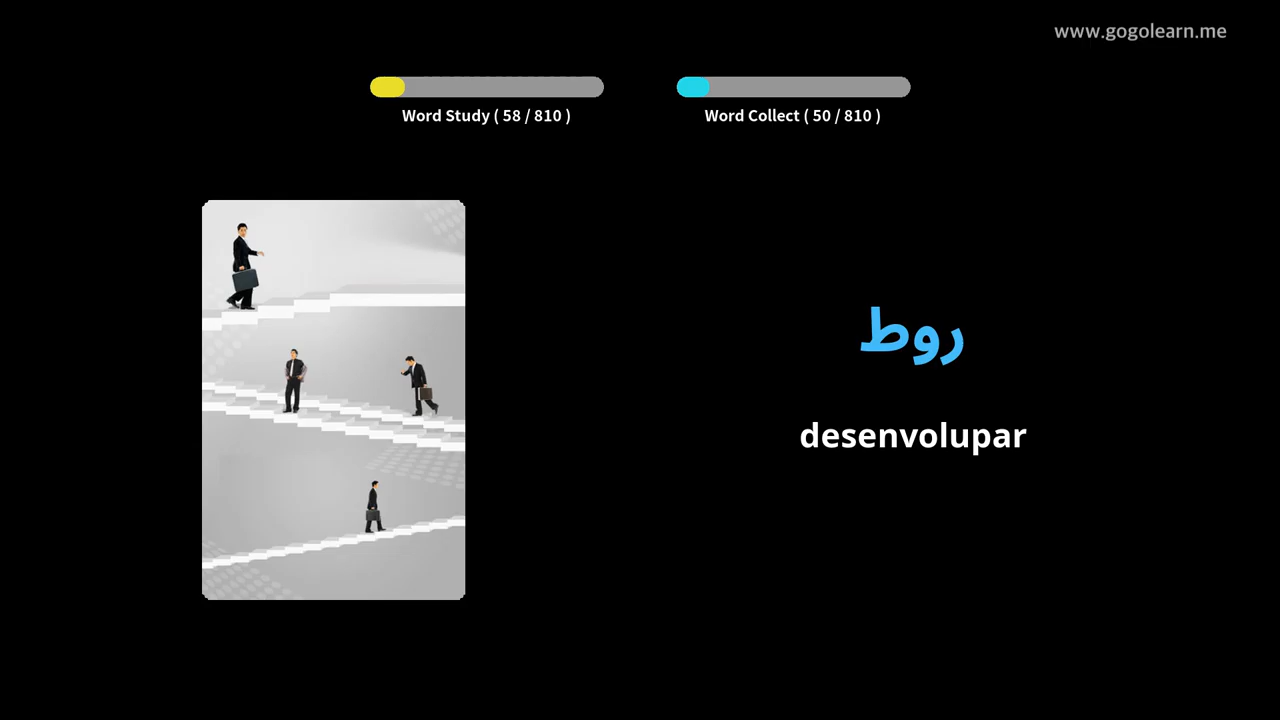 www.gogolearn.me
Word Study ( 58 / 810 )
Word Collect ( 50 / 810 )
روط
desenvolupar